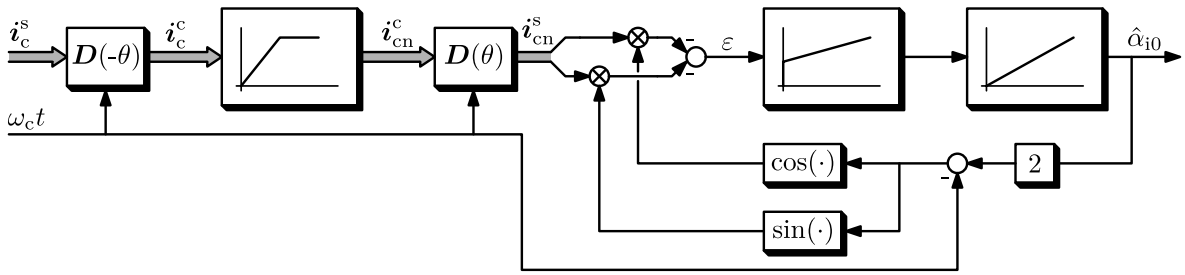 i_c^s
D(-θ)
i_c^c
i_cn^c
D(θ)
i_cn^s
-
-
ε
α̂_i0
ω_c t
cos(·)
-
2
sin(·)